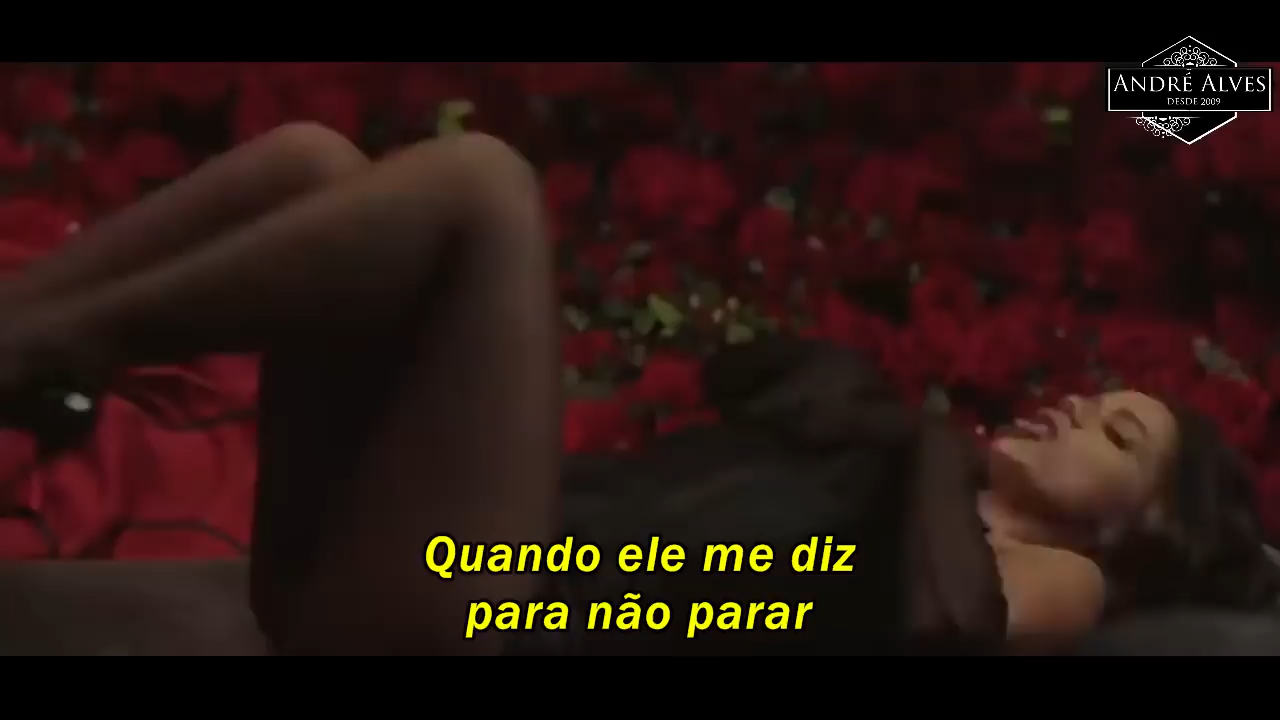 ANDRÉ ALVES
DESDE 2009
Quando ele me diz
para não parar